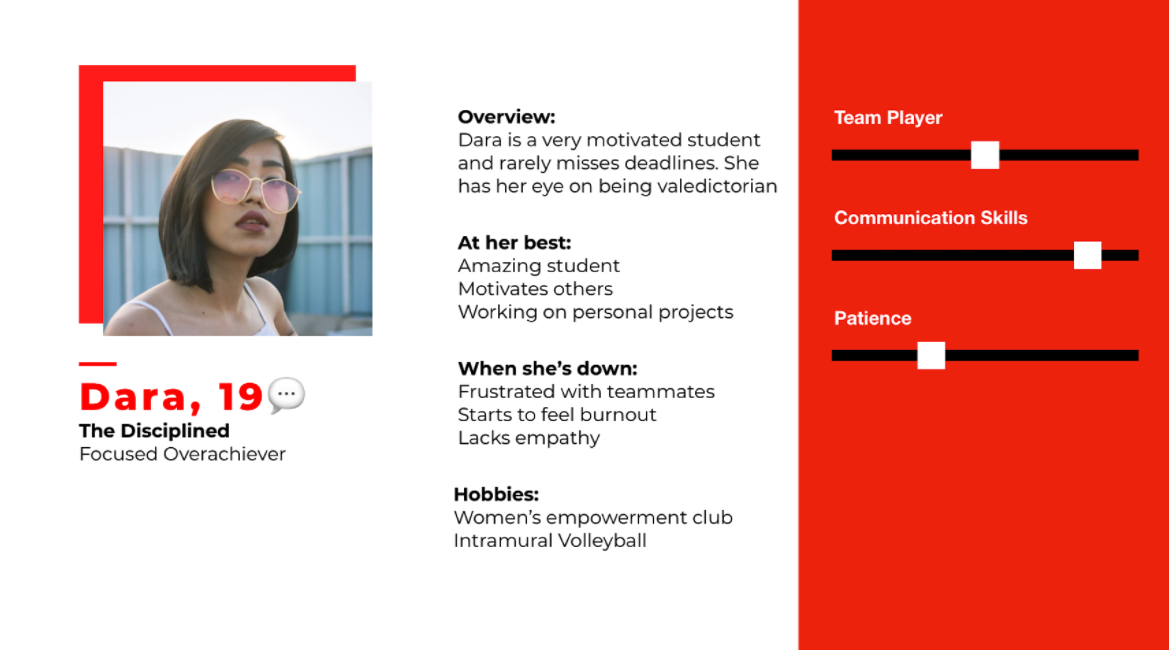 Dara, 19
The Disciplined
Focused Overachiever
Overview:
Dara is a very motivated student
and rarely misses deadlines. She
has her eye on being valedictorian
At her best:
Amazing student
Motivates others
Working on personal projects
When she’s down:
Frustrated with teammates
Starts to feel burnout
Lacks empathy
Hobbies:
Women’s empowerment club
Intramural Volleyball
Team Player
Communication Skills
Patience